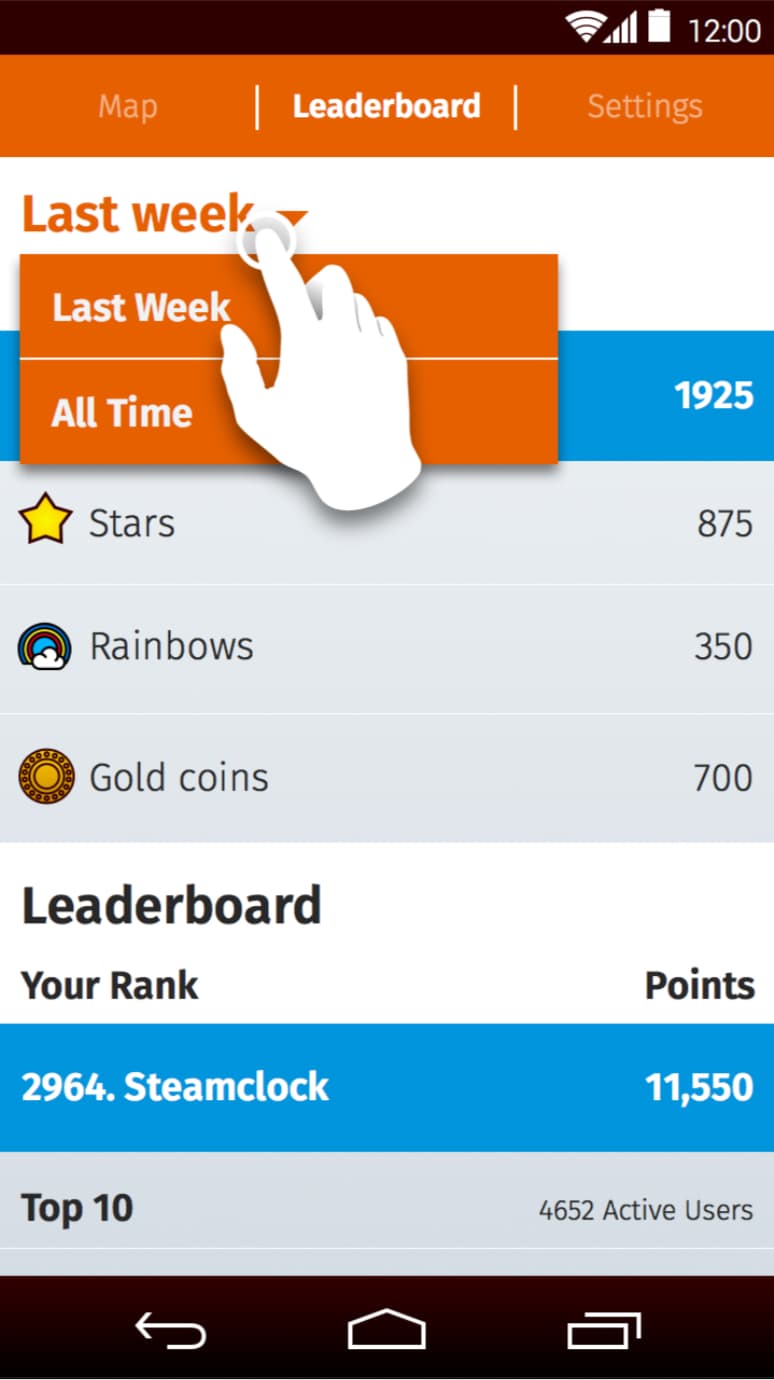 12:00
Map Leaderboard Settings
Last week
Last Week
All Time
1925
Stars 875
Rainbows 350
Gold coins 700
Leaderboard
Your Rank Points
2964. Steamclock 11,550
Top 10 4652 Active Users